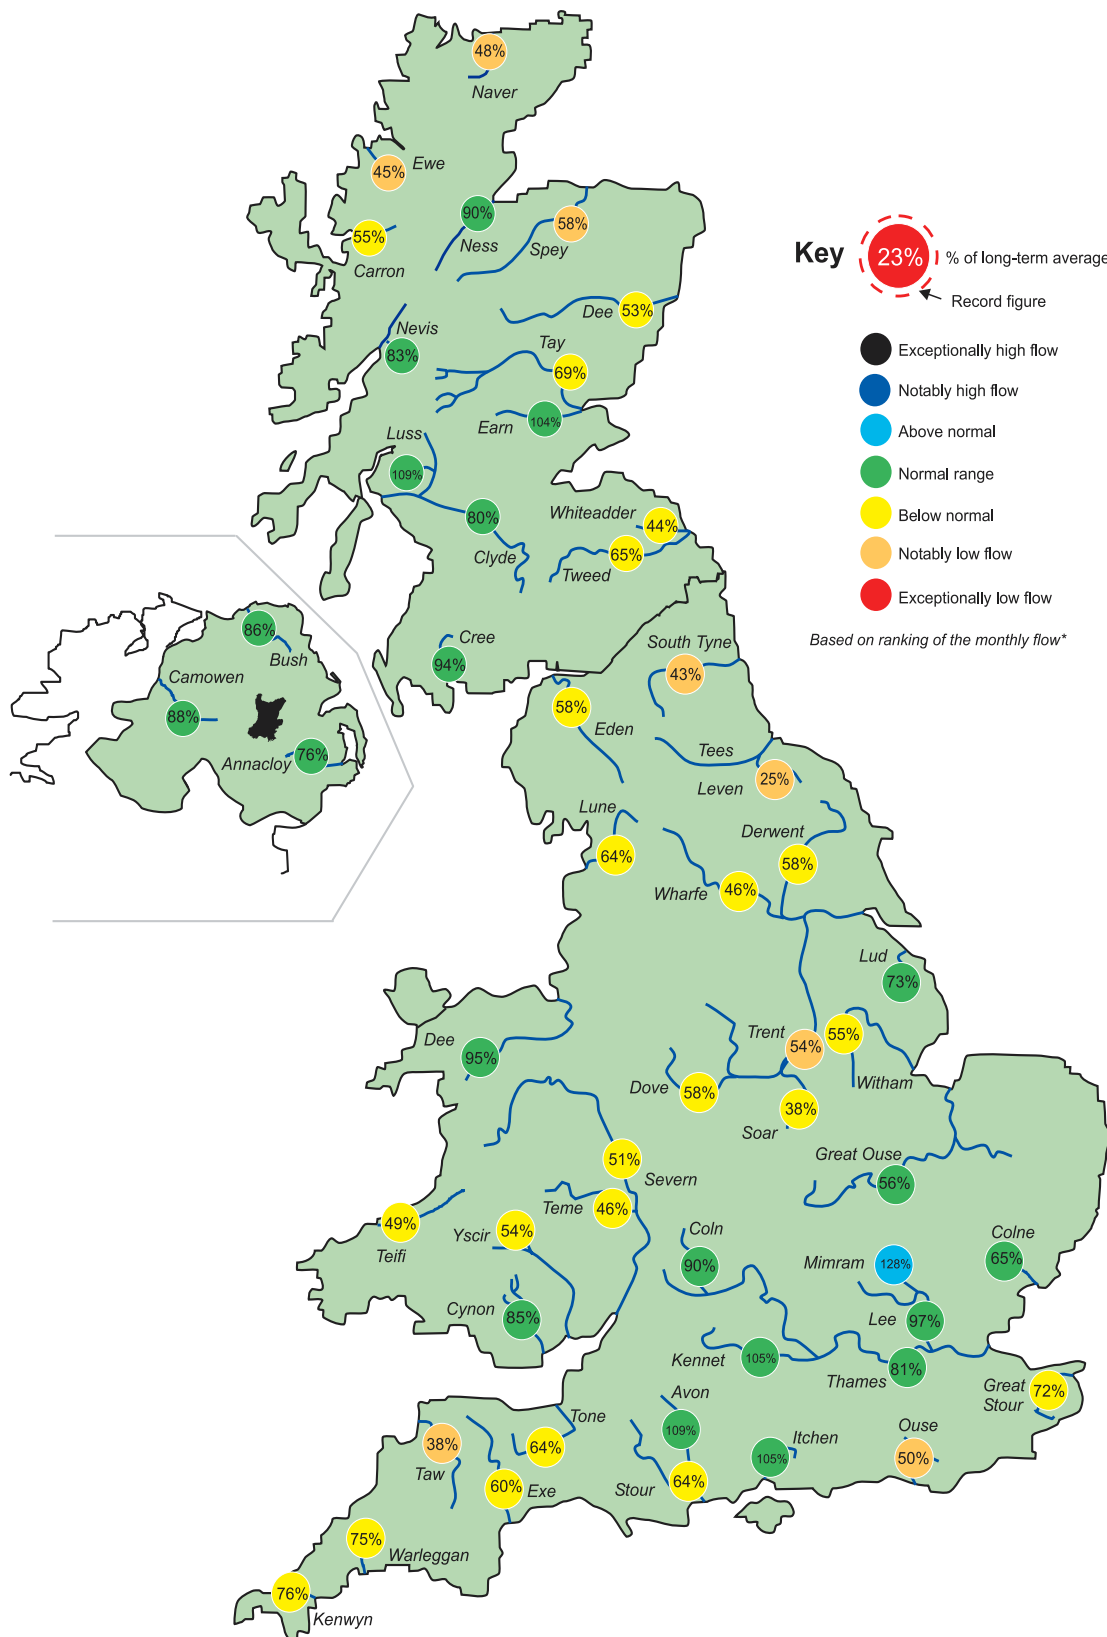 48%
Naver
Ewe
45%
90%
Ness
58%
Spey
55%
Carron
Key
23%
% of long-term average
Record figure
Dee
53%
Nevis
83%
Tay
69%
Exceptionally high flow
Notably high flow
Above normal
Normal range
Below normal
Notably low flow
Exceptionally low flow
Based on ranking of the monthly flow*
Earn
104%
Luss
109%
80%
Clyde
Whiteadder
44%
65%
Tweed
86%
Bush
Camowen
88%
Annacloy
76%
Cree
94%
South Tyne
43%
58%
Eden
Tees
Leven
25%
Lune
64%
Derwent
58%
Wharfe
46%
Lud
73%
Dee
95%
Trent
54%
55%
Witham
Dove
58%
38%
Soar
Great Ouse
56%
51%
Severn
Teme
46%
49%
Teifi
Yscir
54%
Coln
90%
Mimram
128%
Colne
65%
Cynon
85%
Lee
97%
Kennet
105%
Thames
81%
Great
Stour
72%
Avon
109%
Tone
64%
Itchen
105%
Ouse
50%
38%
Taw
60%
Exe
Stour
64%
75%
Warleggan
76%
Kenwyn